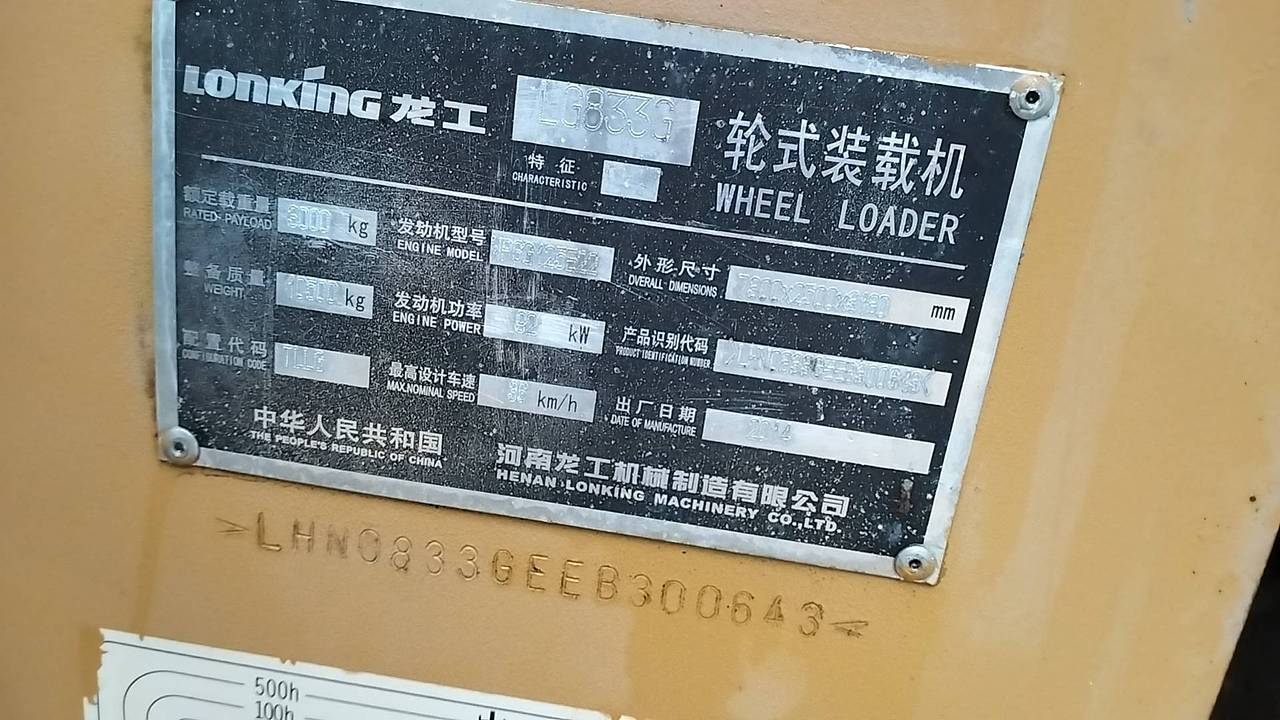 LONKING 龙工
LG833G
特征
CHARACTERISTIC
轮式装载机
WHEEL LOADER
额定载重量
RATED PAYLOAD
3000 kg
发动机型号
ENGINE MODEL
外形尺寸
OVERALL DIMENSIONS
mm
整备质量
WEIGHT
10300 kg
发动机功率
ENGINE POWER
92 kW
产品识别代码
PRODUCT IDENTIFICATION NUMBER
配置代码
CONFIGURATION CODE
最高设计车速
MAX.NOMINAL SPEED
km/h
出厂日期
DATE OF MANUFACTURE
2014
中华人民共和国
THE PEOPLE'S REPUBLIC OF CHINA
河南龙工机械制造有限公司
HENAN LONKING MACHINERY CO.,LTD.
LHN0833GEEB300643
500h
100h